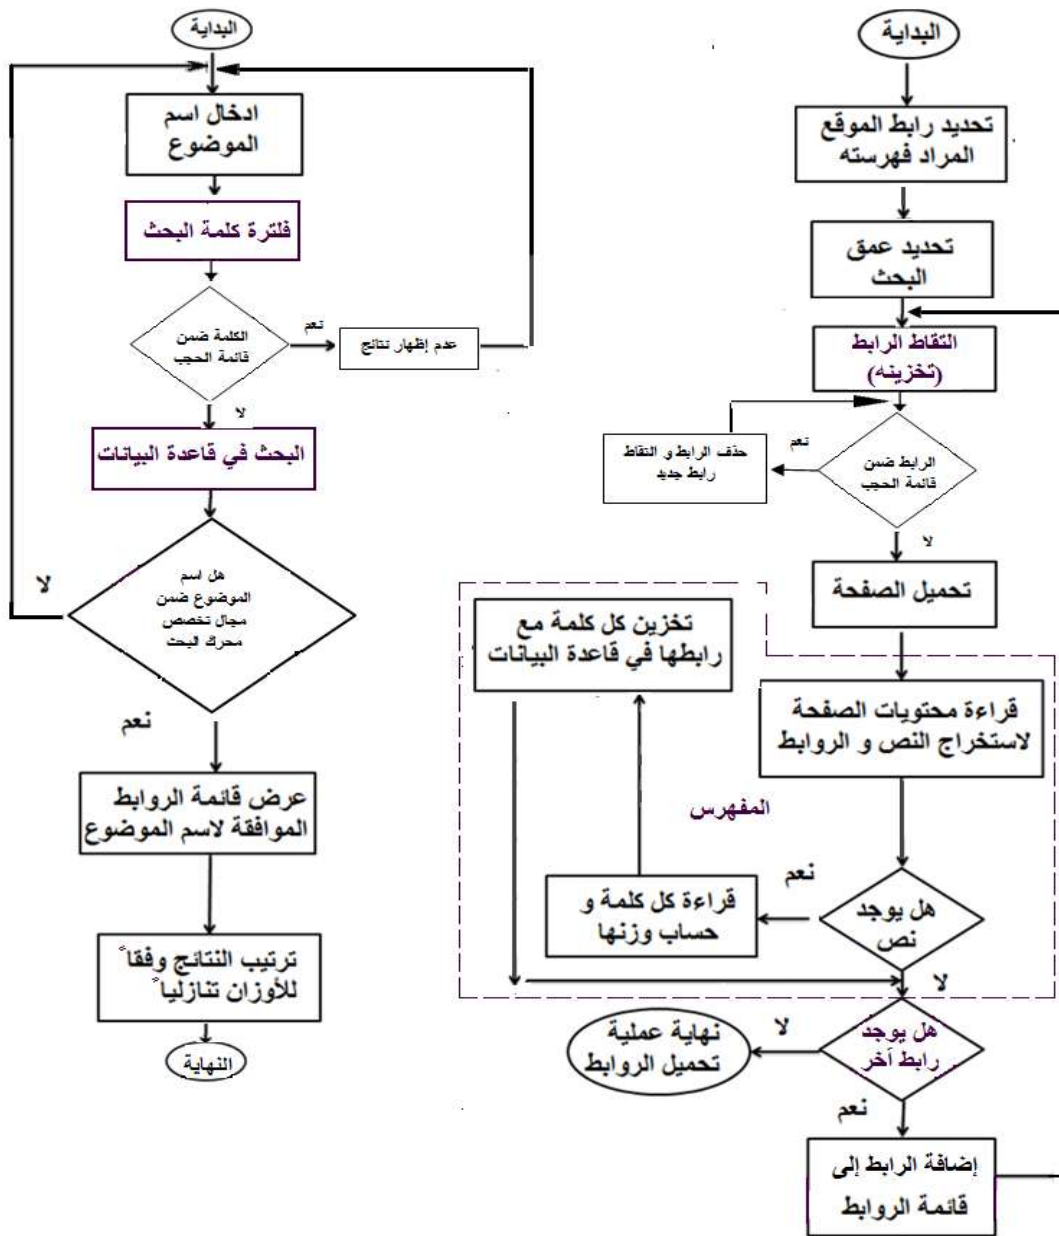 البداية
تحديد رابط الموقع
المراد فهرسته
تحديد عمق
البحث
التقاط الرابط
(تخزينه)
الرابط ضمن
قائمة الحجب
نعم
حذف الرابط و التقاط
رابط جديد
لا
تحميل الصفحة
قراءة محتويات الصفحة
لاستخراج النص و الروابط
هل يوجد
نص
نعم
قراءة كل كلمة و
حساب وزنها
تخزين كل كلمة مع
رابطها في قاعدة البيانات
المفهرس
لا
هل يوجد
رابط آخر
لا
نهاية عملية
تحميل الروابط
نعم
إضافة الرابط إلى
قائمة الروابط
البداية
ادخال اسم
الموضوع
فلترة كلمة البحث
الكلمة ضمن
قائمة الحجب
نعم
عدم إظهار نتائج
لا
البحث في قاعدة البيانات
هل اسم
الموضوع ضمن
مجال تخصص
محرك البحث
لا
نعم
عرض قائمة الروابط
الموافقة لاسم الموضوع
ترتيب النتائج وفقاً
للأوزان تنازلياً
النهاية